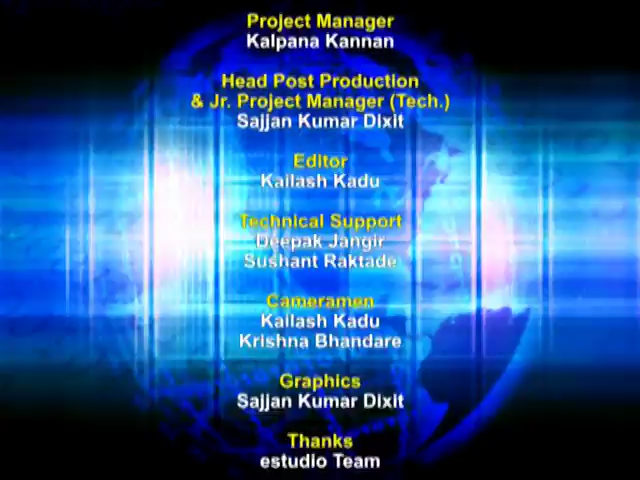 Project Manager
Kalpana Kannan
Head Post Production
& Jr. Project Manager (Tech.)
Sajjan Kumar Dixit
Editor
Kailash Kadu
Technical Support
Deepak Jangir
Sushant Raktade
Cameramen
Kailash Kadu
Krishna Bhandare
Graphics
Sajjan Kumar Dixit
Thanks
estudio Team